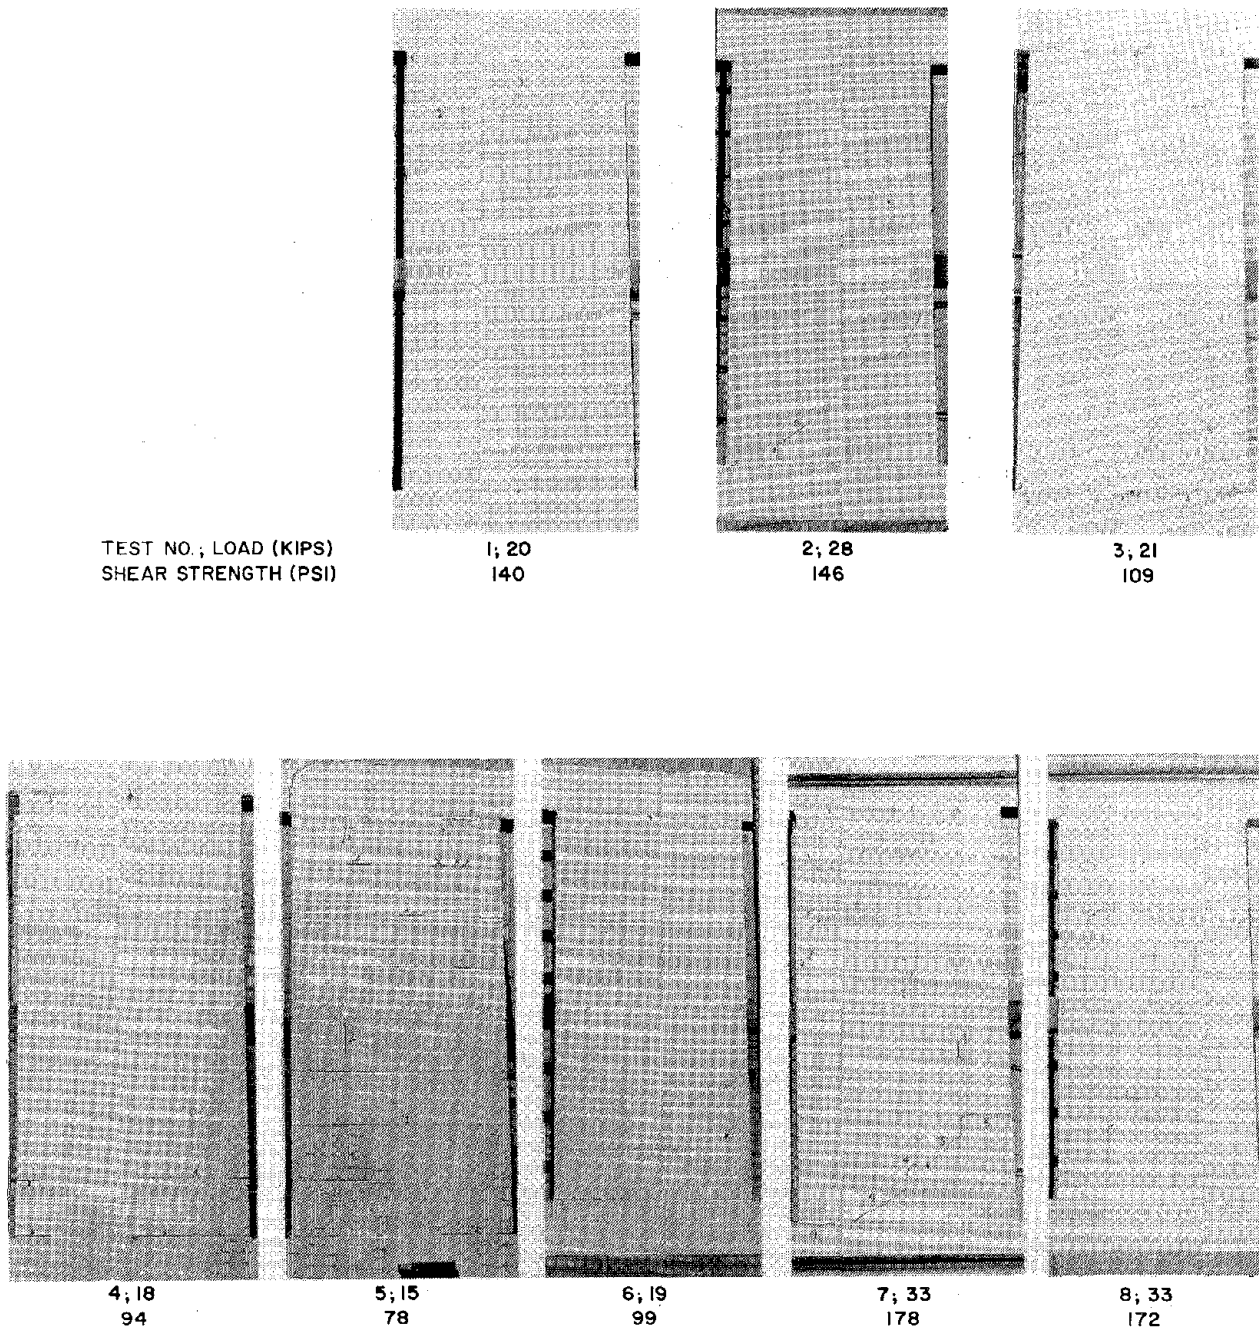 TEST NO.; LOAD (KIPS) 1; 20 2; 28 3; 21
SHEAR STRENGTH (PSI) 140 146 109
4; 18 5; 15 6; 19 7; 33 8; 33
94 78 99 178 172